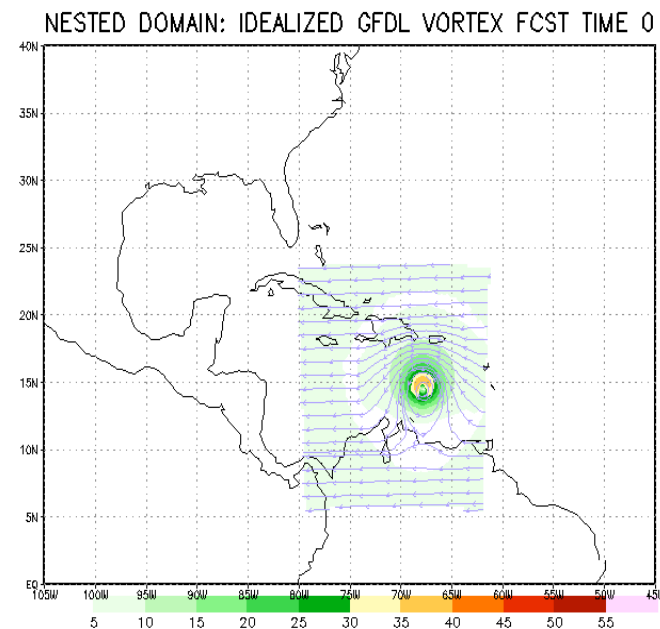 NESTED DOMAIN: IDEALIZED GFDL VORTEX FCST TIME 0
40N
35N
30N
25N
20N
15N
10N
5N
EQ
105W 100W 95W 90W 85W 80W 75W 70W 65W 60W 55W 50W 45W
5 10 15 20 25 30 35 40 45 50 55